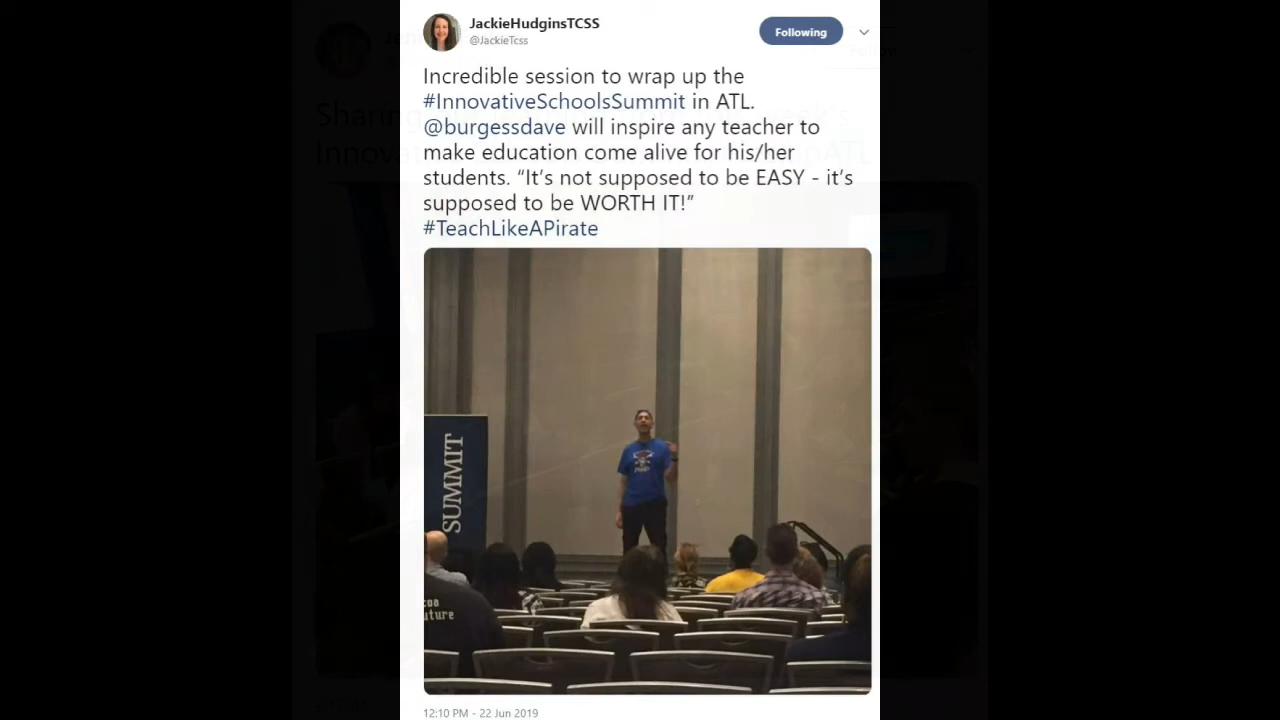 JackieHudginsTCSS
@JackieTcss
Following
Incredible session to wrap up the
#InnovativeSchoolsSummit in ATL.
@burgessdave will inspire any teacher to
make education come alive for his/her
students. “It’s not supposed to be EASY - it’s
supposed to be WORTH IT!”
#TeachLikeAPirate
SUMMIT
12:10 PM - 22 Jun 2019